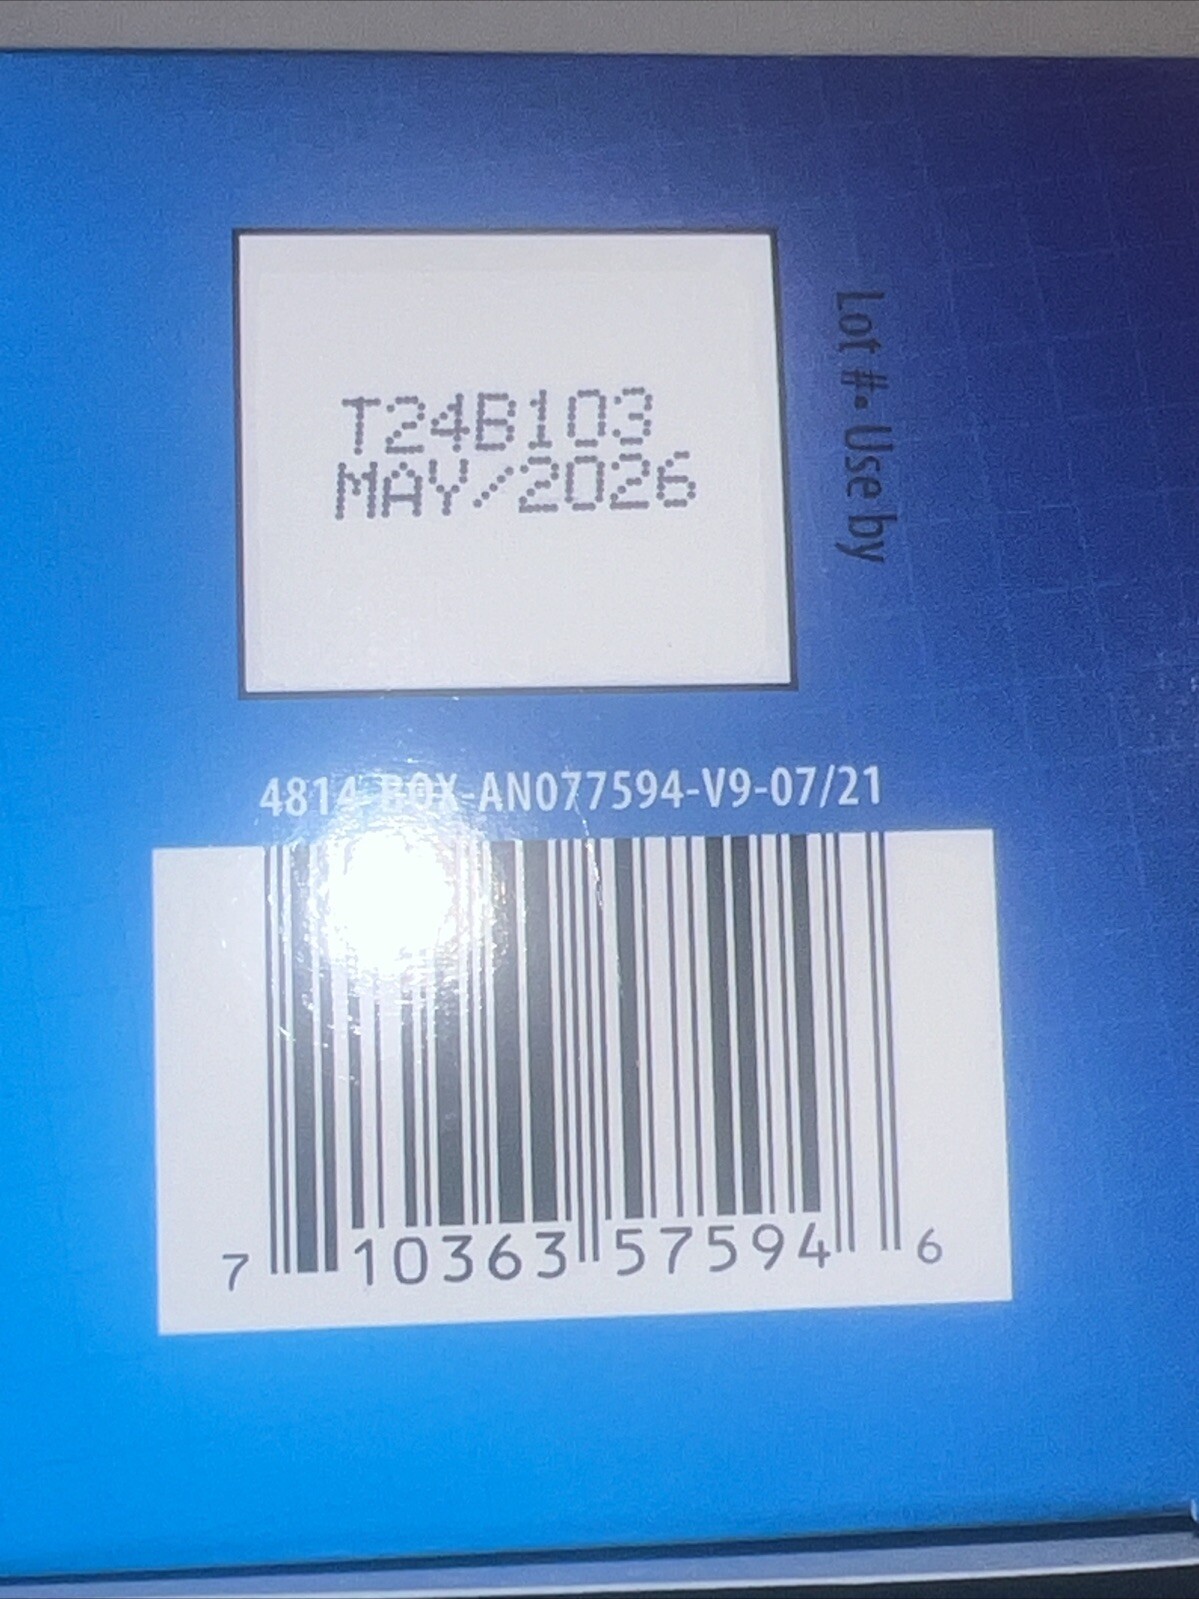 T24B103
MAY/2026
Lot #. Use by
4814-BOX-AN077594-V9-07/21
7 10363 57594 6